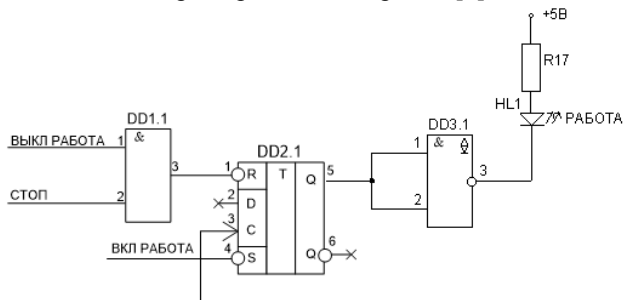 +5В
R17
HL1
РАБОТА
DD1.1
&
ВЫКЛ РАБОТА 1
3
СТОП 2
DD2.1
1 R T Q 5
2 D
3 C
ВКЛ РАБОТА 4 S Q 6
DD3.1
1 &
2
3